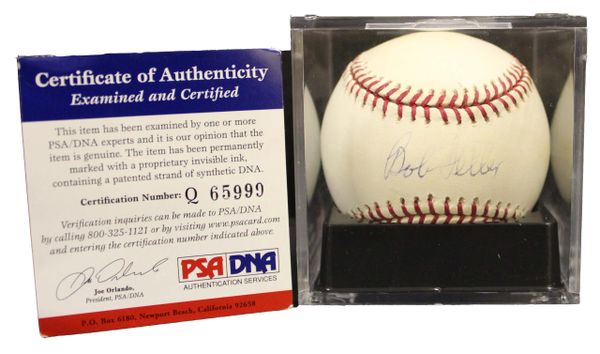 Certificate of Authenticity
Examined and Certified
This item has been examined by one or more
PSA/DNA experts and it is our opinion that the
item is genuine. The item has been permanently
marked with a proprietary invisible ink,
containing a patented strand of synthetic DNA.
Certification Number: Q 65999
Verification inquiries can be made to PSA/DNA
by calling 800-325-1121 or by visiting www.psacard.com
and entering the certification number indicated above.
Joe Orlando
Joe Orlando,
President, PSA/DNA
PSA DNA
AUTHENTICATION SERVICES
P.O. Box 6180, Newport Beach, California 92658
Bob Feller